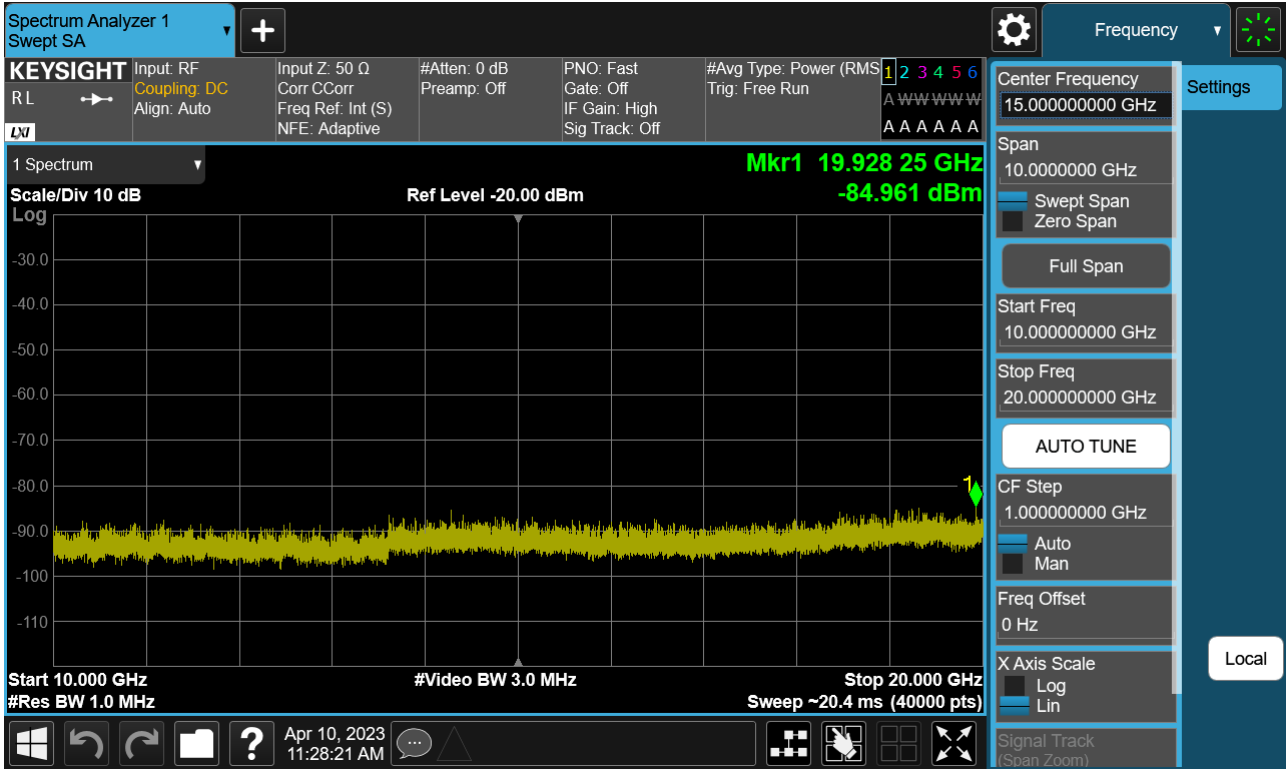 Spectrum Analyzer 1
Swept SA
Frequency
KEYSIGHT
R L
LXI
Input: RF
Coupling: DC
Align: Auto
Input Z: 50 Ω
Corr CCorr
Freq Ref: Int (S)
NFE: Adaptive
#Atten: 0 dB
Preamp: Off
PNO: Fast
Gate: Off
IF Gain: High
Sig Track: Off
#Avg Type: Power (RMS
Trig: Free Run
1 2 3 4 5 6
A W W W W W
A A A A A A
1 Spectrum
Mkr1 19.928 25 GHz
-84.961 dBm
Scale/Div 10 dB
Ref Level -20.00 dBm
Log
-30.0
-40.0
-50.0
-60.0
-70.0
-80.0
-90.0
-100
-110
1
Start 10.000 GHz
#Video BW 3.0 MHz
Stop 20.000 GHz
#Res BW 1.0 MHz
Sweep ~20.4 ms (40000 pts)
Center Frequency
15.000000000 GHz
Span
10.0000000 GHz
Swept Span
Zero Span
Full Span
Start Freq
10.000000000 GHz
Stop Freq
20.000000000 GHz
AUTO TUNE
CF Step
1.000000000 GHz
Auto
Man
Freq Offset
0 Hz
X Axis Scale
Log
Lin
Signal Track
(Span Zoom)
Settings
Local
?
Apr 10, 2023
11:28:21 AM